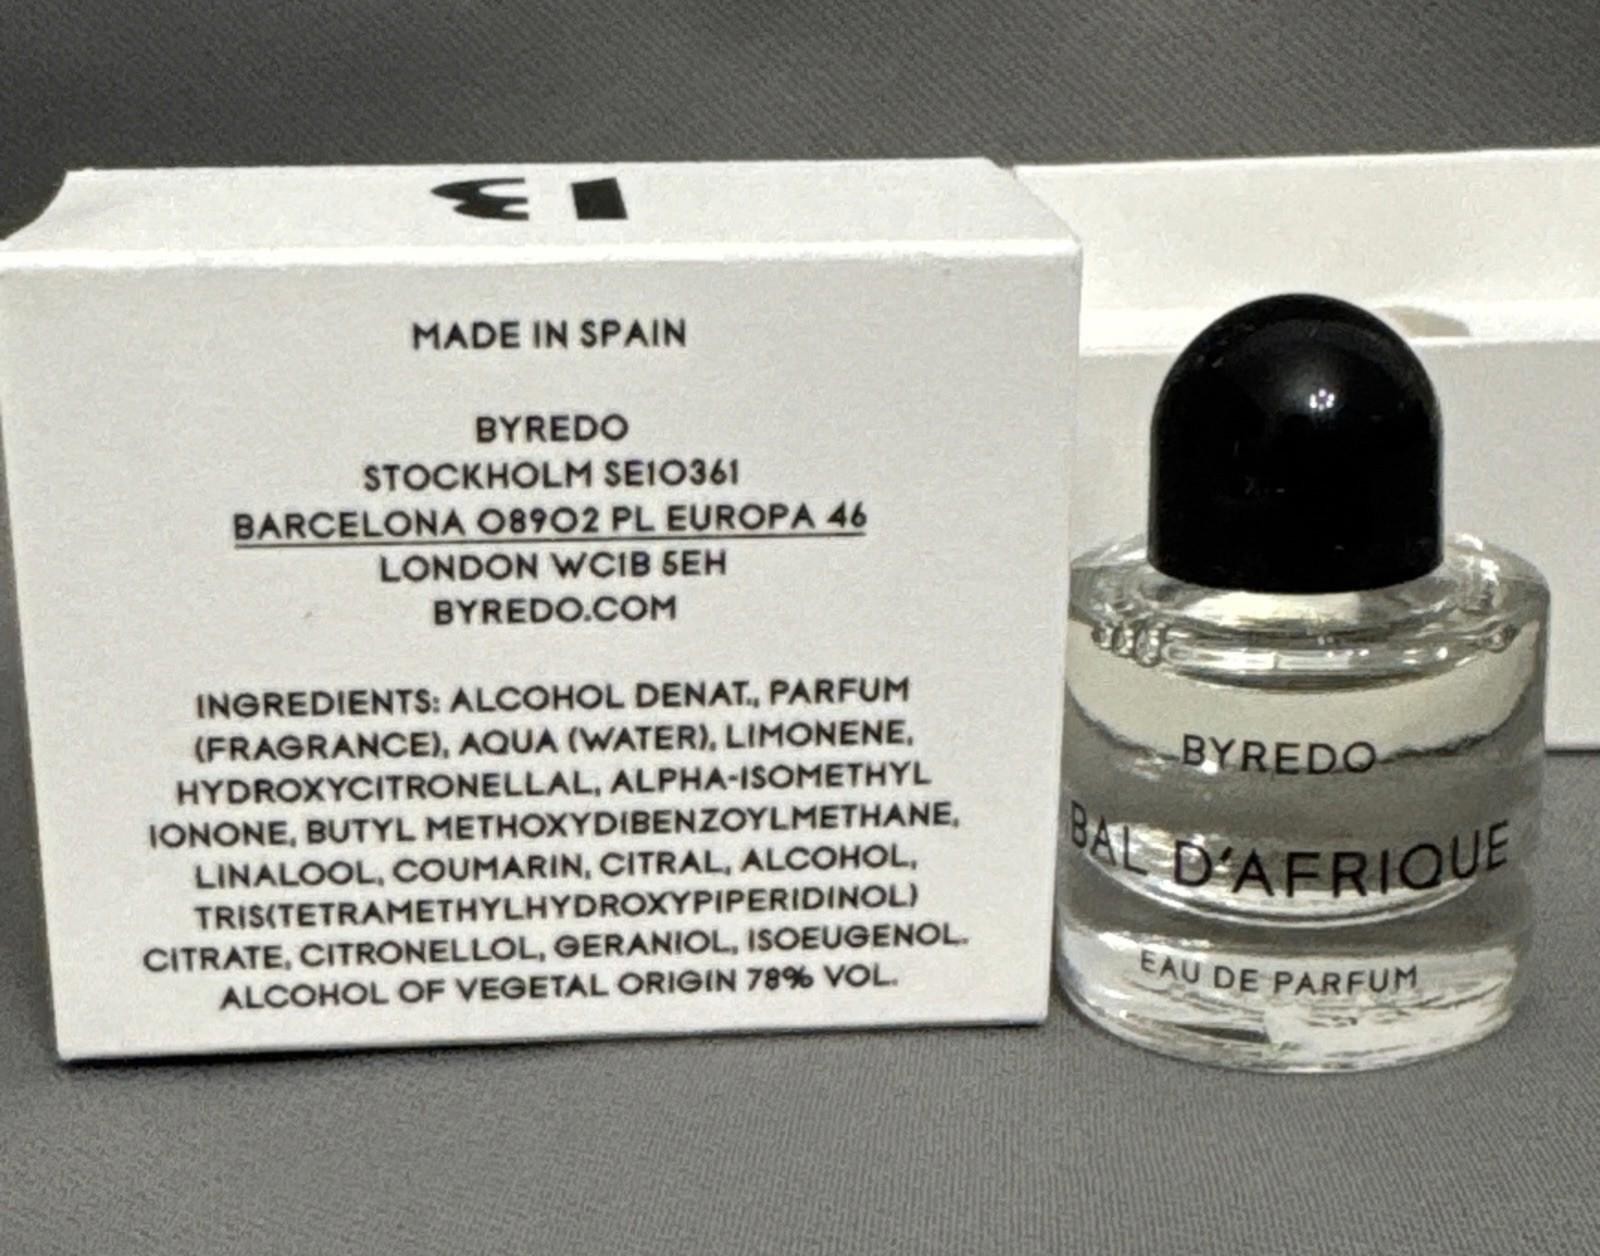 MADE IN SPAIN
BYREDO
STOCKHOLM SE10361
BARCELONA 08902 PL EUROPA 46
LONDON WC1B 5EH
BYREDO.COM
INGREDIENTS: ALCOHOL DENAT., PARFUM
(FRAGRANCE), AQUA (WATER), LIMONENE,
HYDROXYCITRONELLAL, ALPHA-ISOMETHYL
IONONE, BUTYL METHOXYDIBENZOYLMETHANE,
LINALOOL, COUMARIN, CITRAL, ALCOHOL,
TRIS(TETRAMETHYLHYDROXYPIPERIDINOL)
CITRATE, CITRONELLOL, GERANIOL, ISOEUGENOL.
ALCOHOL OF VEGETAL ORIGIN 78% VOL.
BYREDO
BAL D'AFRIQUE
EAU DE PARFUM